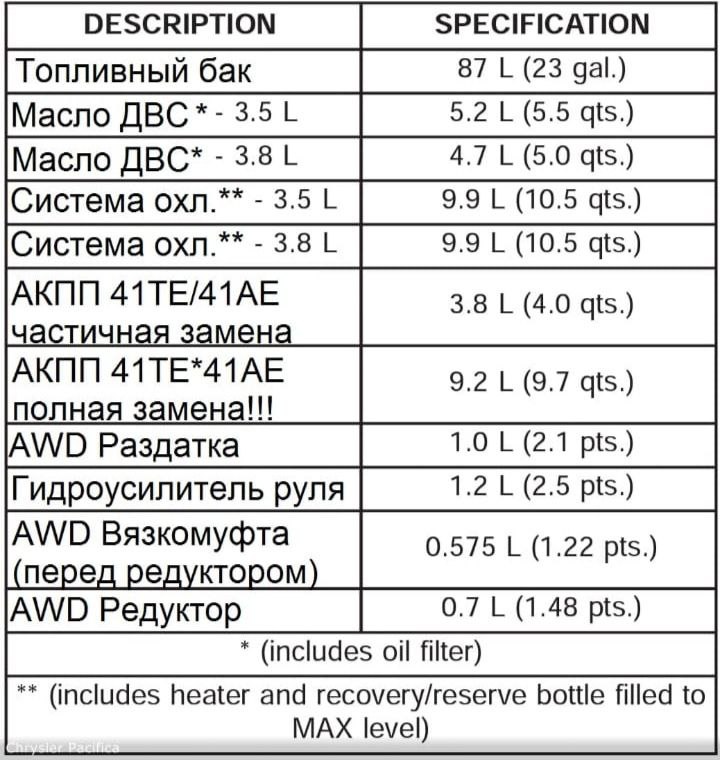 DESCRIPTION SPECIFICATION
Топливный бак 87 L (23 gal.)
Масло ДВС * - 3.5 L 5.2 L (5.5 qts.)
Масло ДВС* - 3.8 L 4.7 L (5.0 qts.)
Система охл.** - 3.5 L 9.9 L (10.5 qts.)
Система охл.** - 3.8 L 9.9 L (10.5 qts.)
АКПП 41TE/41AE
частичная замена
3.8 L (4.0 qts.)
АКПП 41TE*41AE
полная замена!!!
9.2 L (9.7 qts.)
AWD Раздатка 1.0 L (2.1 pts.)
Гидроусилитель руля 1.2 L (2.5 pts.)
AWD Вязкомуфта
(перед редуктором)
0.575 L (1.22 pts.)
AWD Редуктор 0.7 L (1.48 pts.)
* (includes oil filter)
** (includes heater and recovery/reserve bottle filled to
MAX level)
Chrysler Pacifica